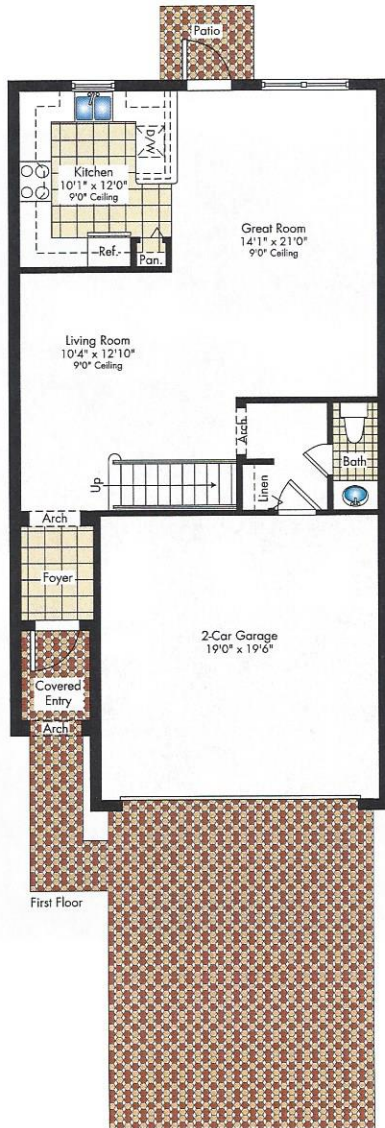 Patio
D/W
Kitchen
10'1" x 12'0"
9'0" Ceiling
Ref.
Pan.
Great Room
14'1" x 21'0"
9'0" Ceiling
Living Room
10'4" x 12'10"
9'0" Ceiling
Arch
Bath
Up
Linen
Arch
Foyer
2-Car Garage
19'0" x 19'6"
Covered
Entry
Arch
First Floor